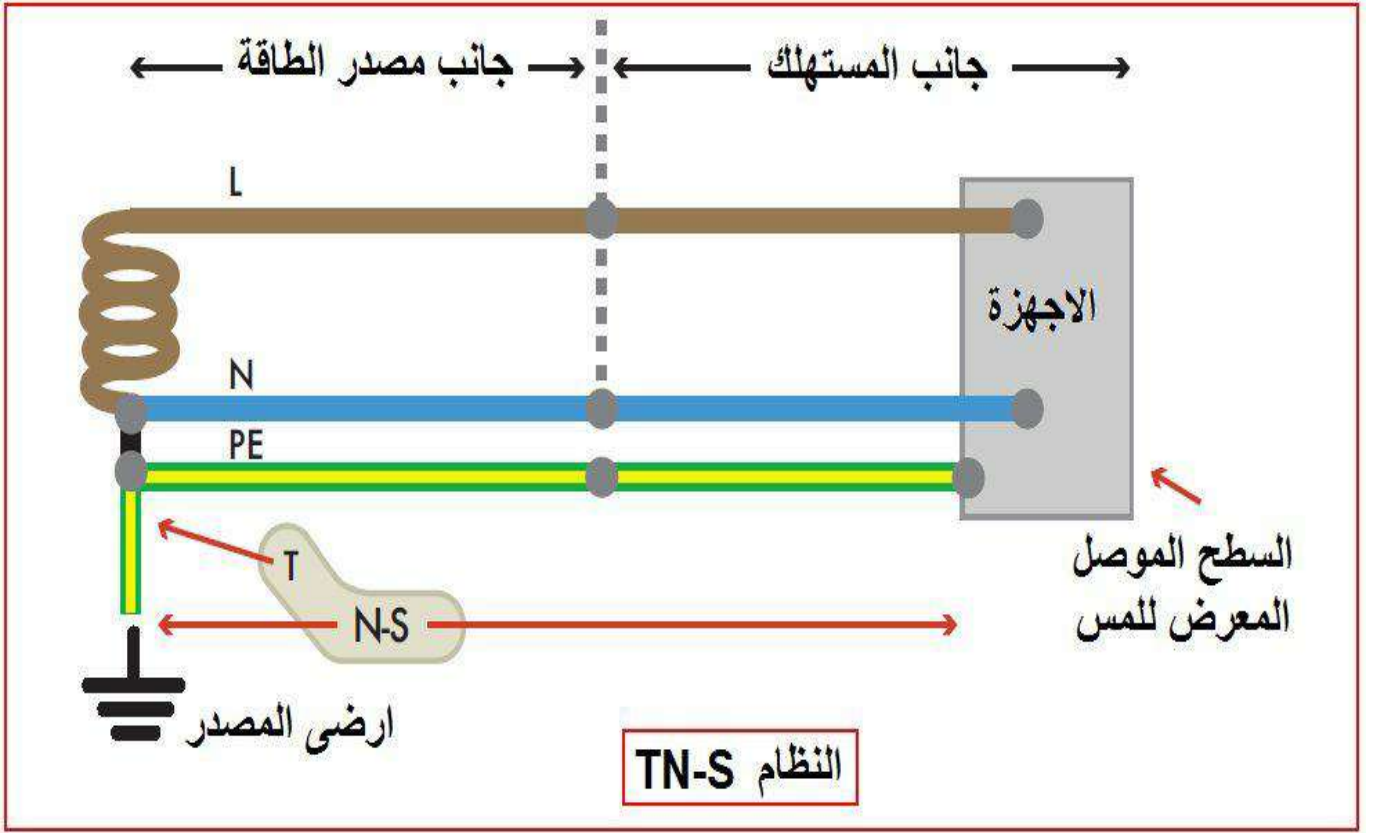 جانب المستهلك
جانب مصدر الطاقة
L
الاجهزة
N
PE
السطح الموصل
المعرض للمس
T
N-S
ارضى المصدر
النظام TN-S